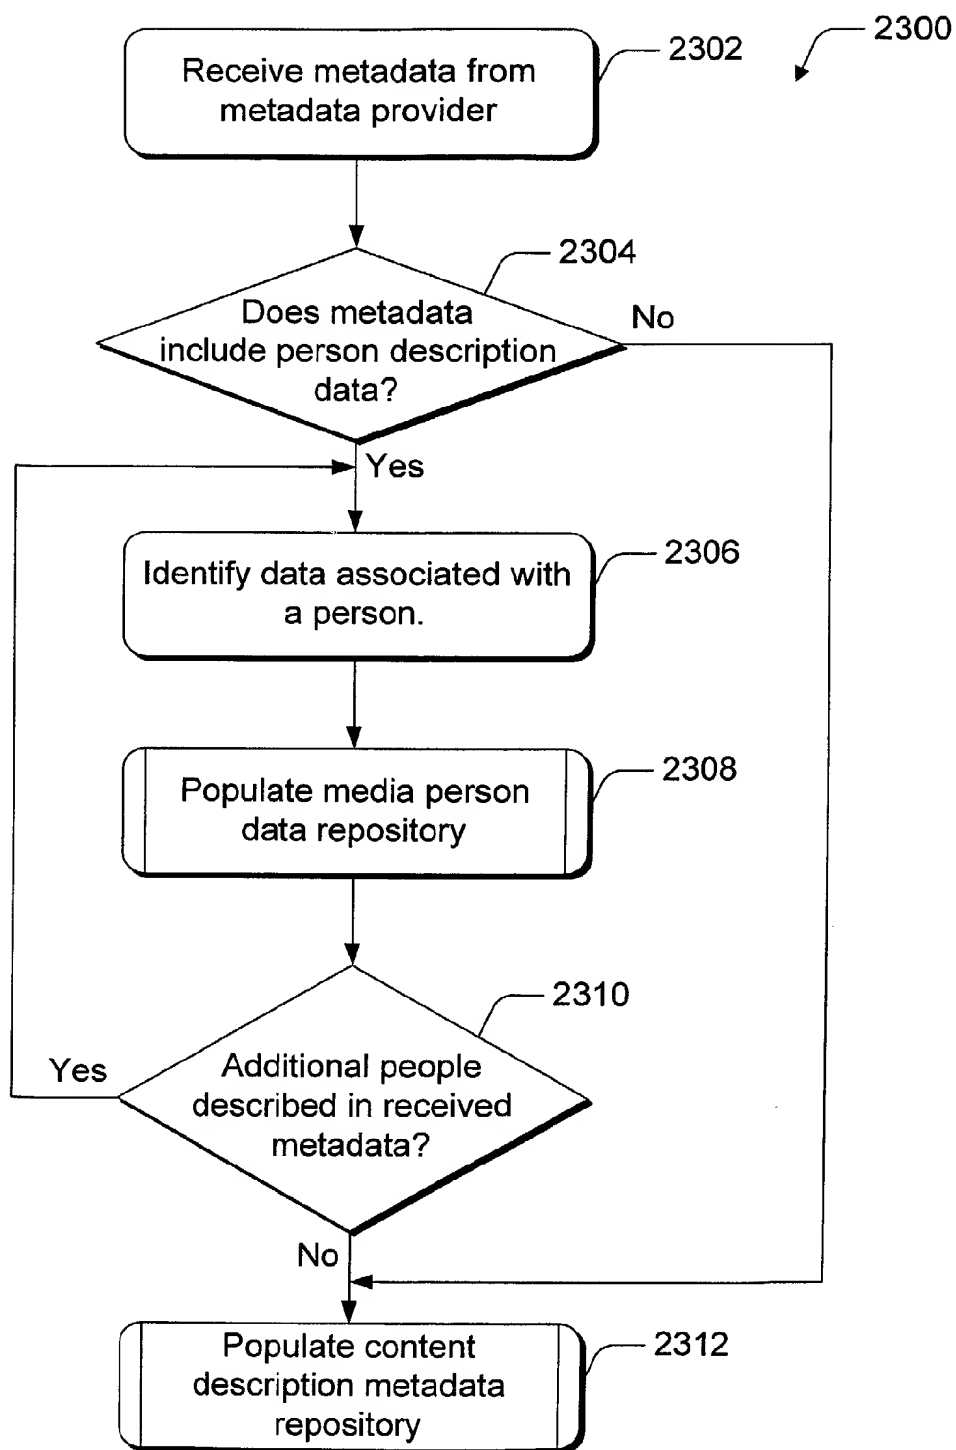 2300
Receive metadata from
metadata provider
2302
Does metadata
include person description
data?
2304
No
Yes
Identify data associated with
a person.
2306
Populate media person
data repository
2308
Additional people
described in received
metadada?
2310
Yes
No
Populate content
description metadata
repository
2312